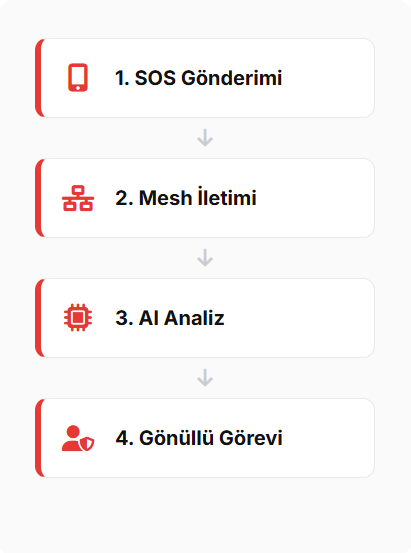 1. SOS Gönderimi
2. Mesh İletimi
3. AI Analiz
4. Gönüllü Görevi